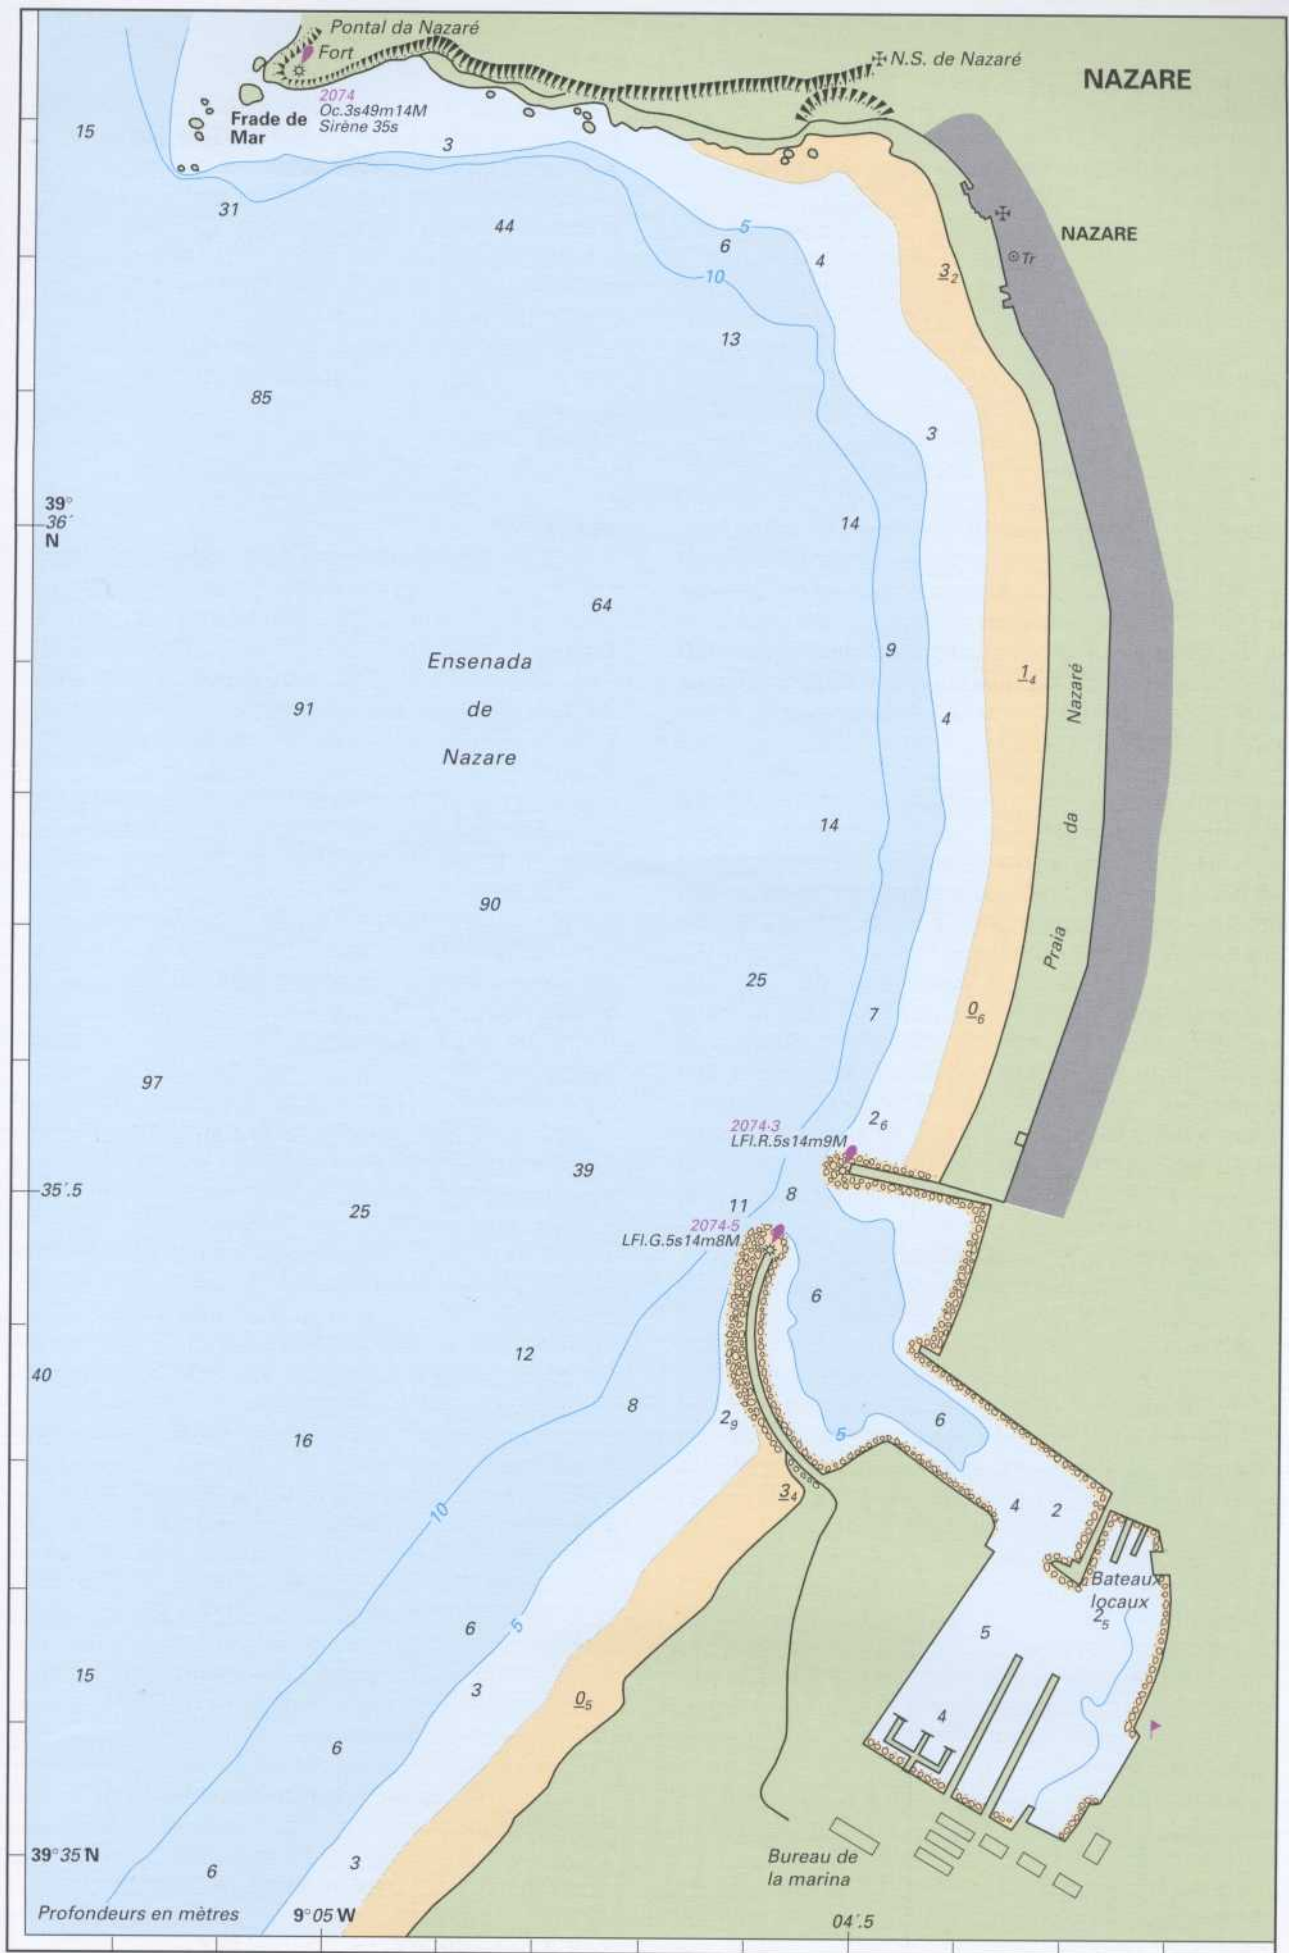 Pontal da Nazaré
Fort
N.S. de Nazaré
NAZARE
2074
Oc.3s49m14M
Sirène 35s
Frade de
Mar
15
3
31
44
5
6
4
10
3₂
NAZARE
Tr
13
85
3
39°
36´
N
14
64
9
Ensenada
de
Nazare
91
1₄
4
Praia da Nazaré
14
90
25
7
0₆
97
2₆
2074·3
LFl.R.5s14m9M
39
35´.5
25
11
8
2074·5
LFl.G.5s14m8M
6
12
40
8
2₉
6
5
16
3₄
10
4
2
Bateaux
locaux
2₅
6
5
5
15
3
0₅
4
6
39°35´N
6
3
Bureau de
la marina
Profondeurs en mètres
9°05´W
04´.5